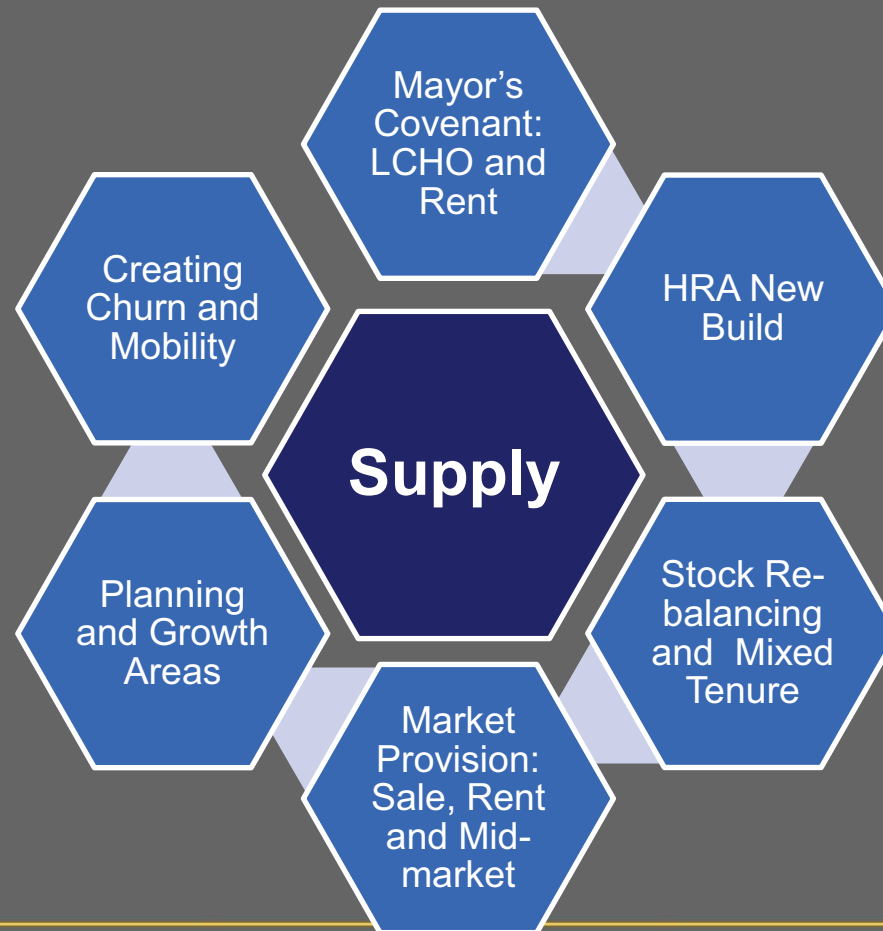 Mayor's
Covenant:
LCHO and
Rent
HRA New
Build
Stock Re-
balancing
and Mixed
Tenure
Market
Provision:
Sale, Rent
and Mid-
market
Planning
and Growth
Areas
Creating
Churn and
Mobility
Supply